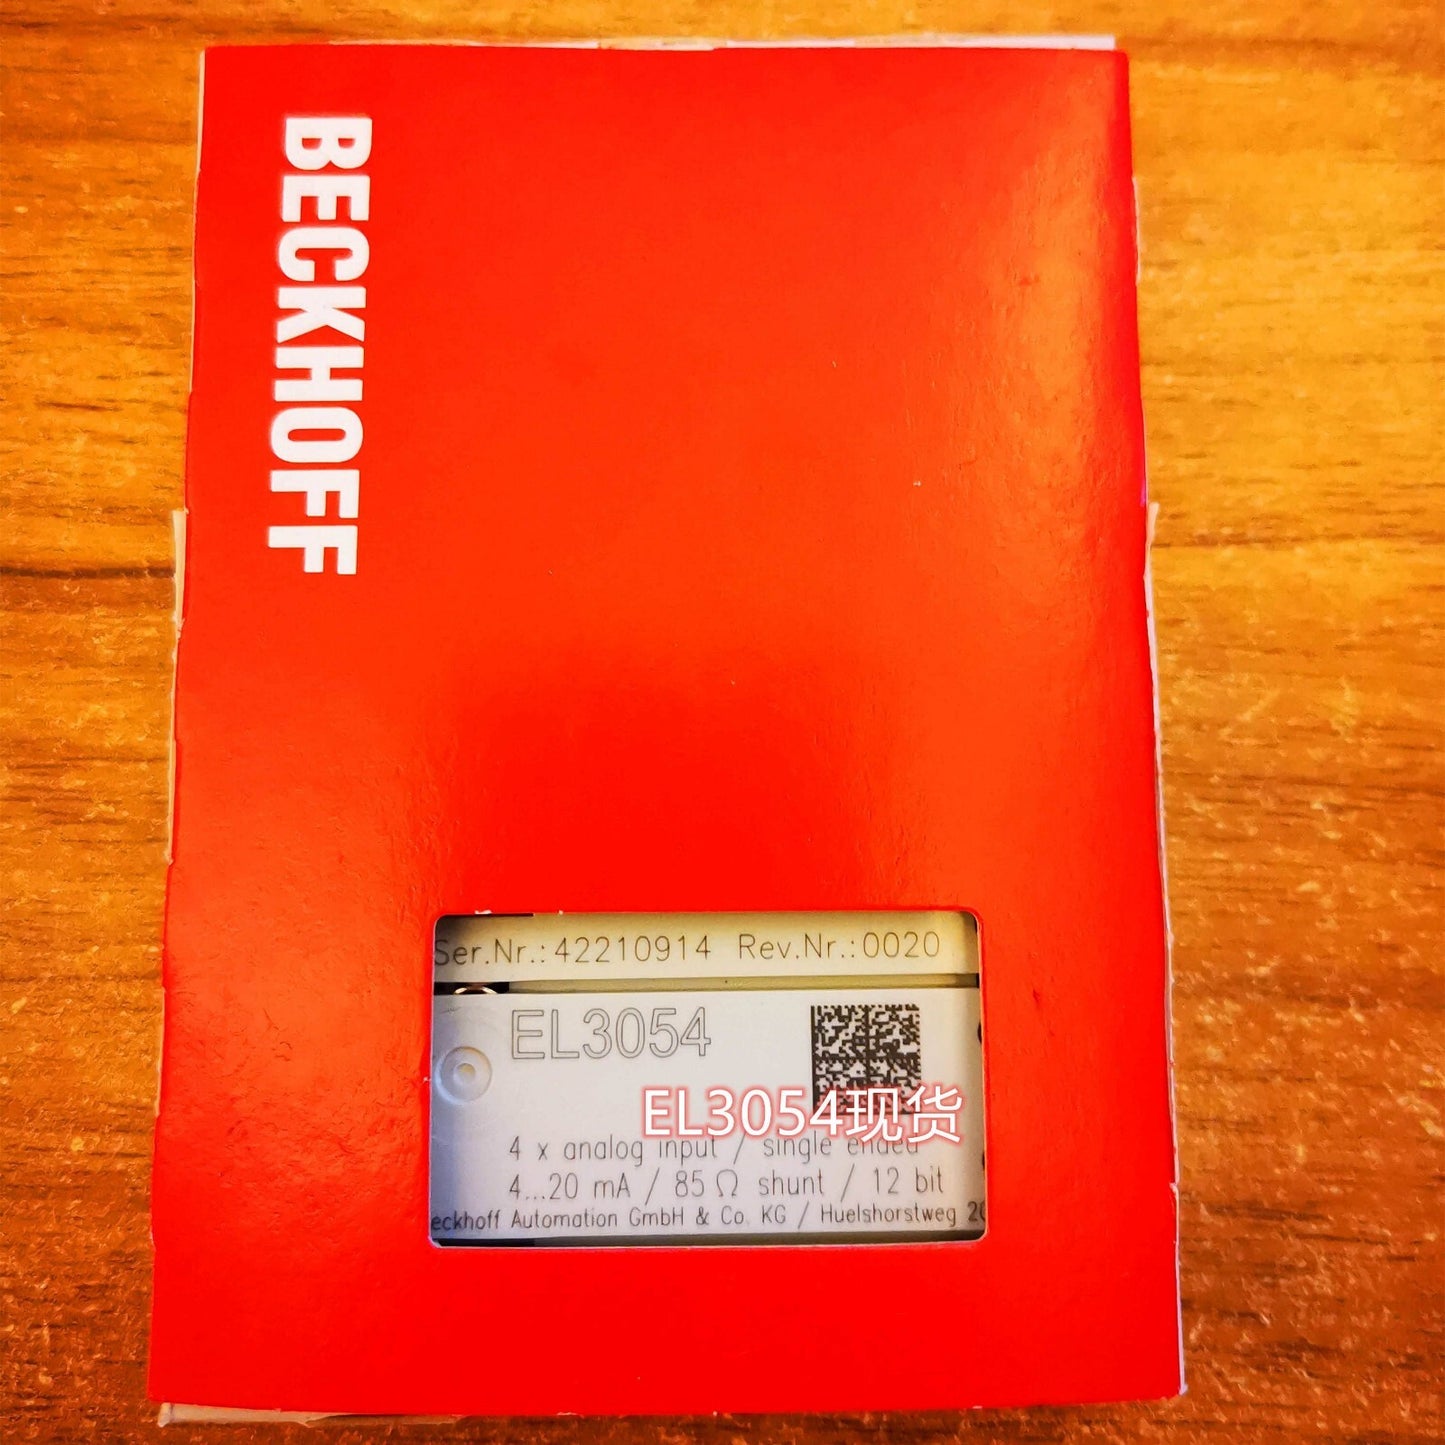 BECKHOFF
Ser.Nr.: 42210914 Rev.Nr.:0020
EL3054
EL3054现货
4 x analog input / single ended
4...20 mA / 85 Ω shunt / 12 bit
eckhoff Automation GmbH & Co. KG / Huelshorstweg 20